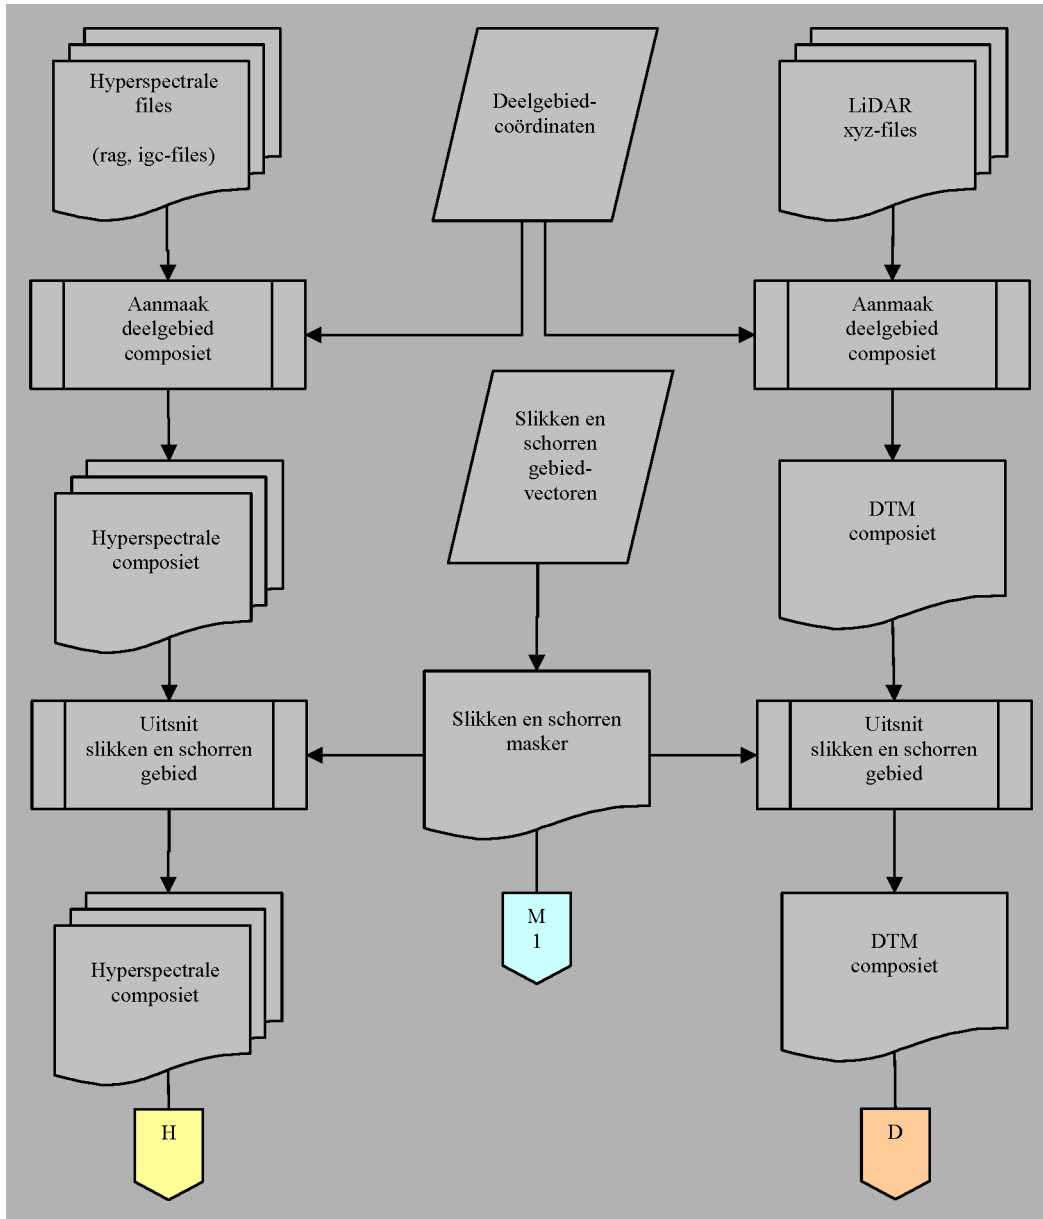 Hyperspectrale
files
(rag, igc-files)
Deelgebied-
coördinaten
LiDAR
xyz-files
Aanmaak
deelgebied
composiet
Aanmaak
deelgebied
composiet
Slikken en
schorren
gebied-
vectoren
Hyperspectrale
composiet
DTM
composiet
Uitsnit
slikken en schorren
gebied
Slikken en schorren
masker
Uitsnit
slikken en schorren
gebied
M
1
Hyperspectrale
composiet
DTM
composiet
H
D